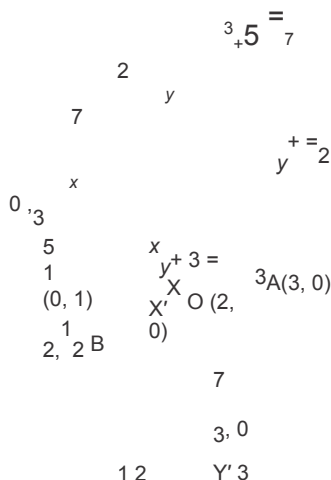 3 + 5 = 7
2
y
7
y + = 2
x
0 , 3
5
x
y + 3 =
1
X
3 A(3, 0)
(0, 1)
X′ O (2, 0)
1
2, 2 B
7
3, 0
1 2 Y′ 3